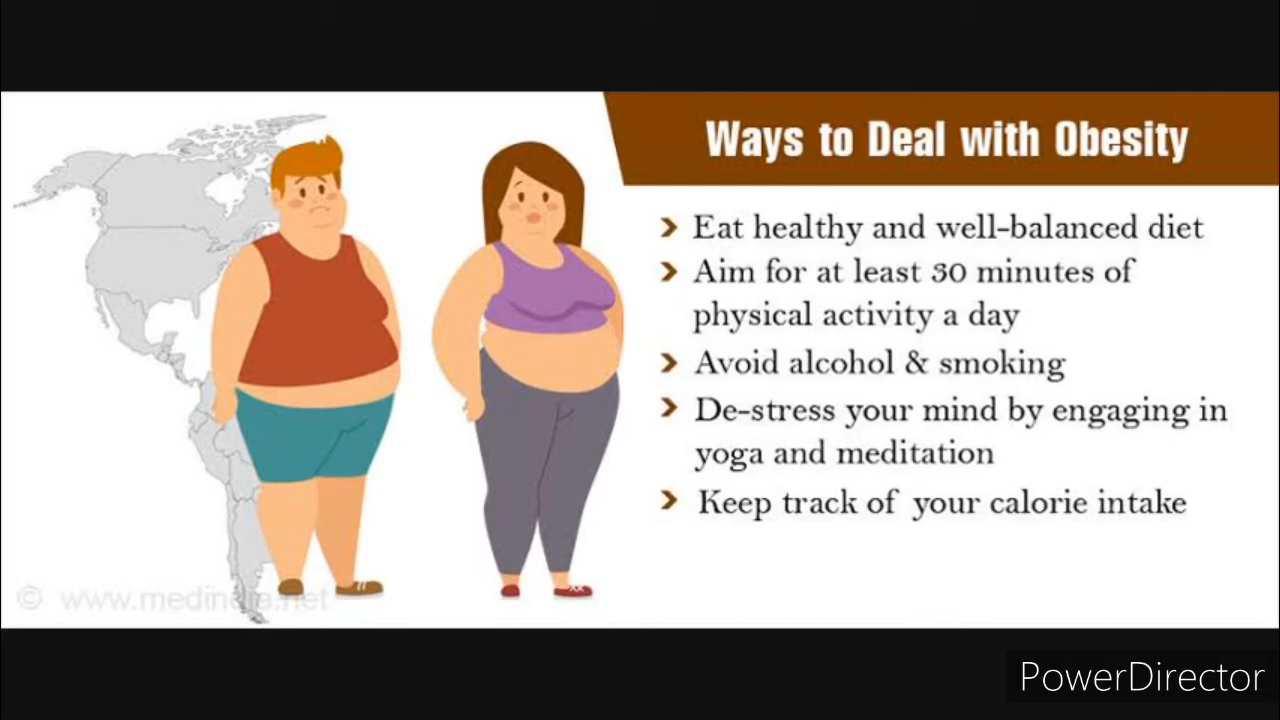 Ways to Deal with Obesity
Eat healthy and well-balanced diet
Aim for at least 30 minutes of
physical activity a day
Avoid alcohol & smoking
De-stress your mind by engaging in
yoga and meditation
Keep track of your calorie intake
© www.medindia.net
PowerDirector